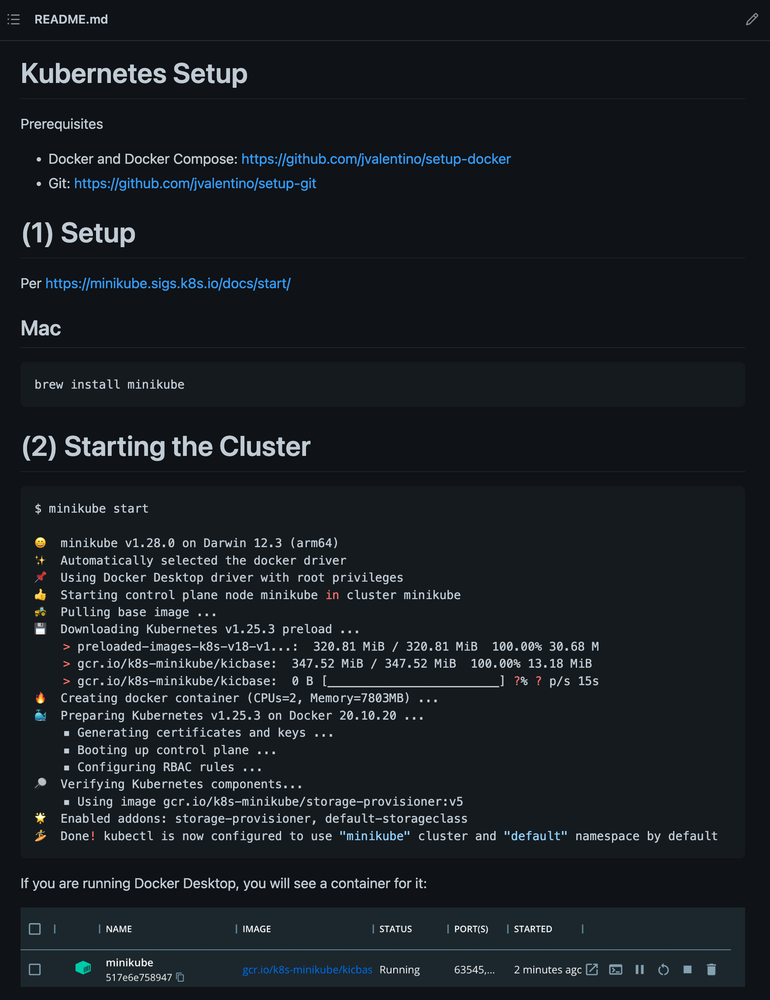 README.md
Kubernetes Setup
Prerequisites
• Docker and Docker Compose: https://github.com/jvalentino/setup-docker
• Git: https://github.com/jvalentino/setup-git
(1) Setup
Per https://minikube.sigs.k8s.io/docs/start/
Mac
brew install minikube
(2) Starting the Cluster
$ minikube start
😄 minikube v1.28.0 on Darwin 12.3 (arm64)
✨ Automatically selected the docker driver
📌 Using Docker Desktop driver with root privileges
👍 Starting control plane node minikube in cluster minikube
🚜 Pulling base image ...
💾 Downloading Kubernetes v1.25.3 preload ...
> preloaded-images-k8s-v18-v1...: 320.81 MiB / 320.81 MiB 100.00% 30.68 M
> gcr.io/k8s-minikube/kicbase: 347.52 MiB / 347.52 MiB 100.00% 13.18 MiB
> gcr.io/k8s-minikube/kicbase: 0 B [________________________] ?% ? p/s 15s
🔥 Creating docker container (CPUs=2, Memory=7803MB) ...
🐳 Preparing Kubernetes v1.25.3 on Docker 20.10.20 ...
▪ Generating certificates and keys ...
▪ Booting up control plane ...
▪ Configuring RBAC rules ...
🔎 Verifying Kubernetes components...
▪ Using image gcr.io/k8s-minikube/storage-provisioner:v5
🌟 Enabled addons: storage-provisioner, default-storageclass
🏄 Done! kubectl is now configured to use "minikube" cluster and "default" namespace by default
If you are running Docker Desktop, you will see a container for it:
NAME IMAGE STATUS PORT(S) STARTED
minikube
517e6e758947
gcr.io/k8s-minikube/kicbas Running 63545,... 2 minutes agc